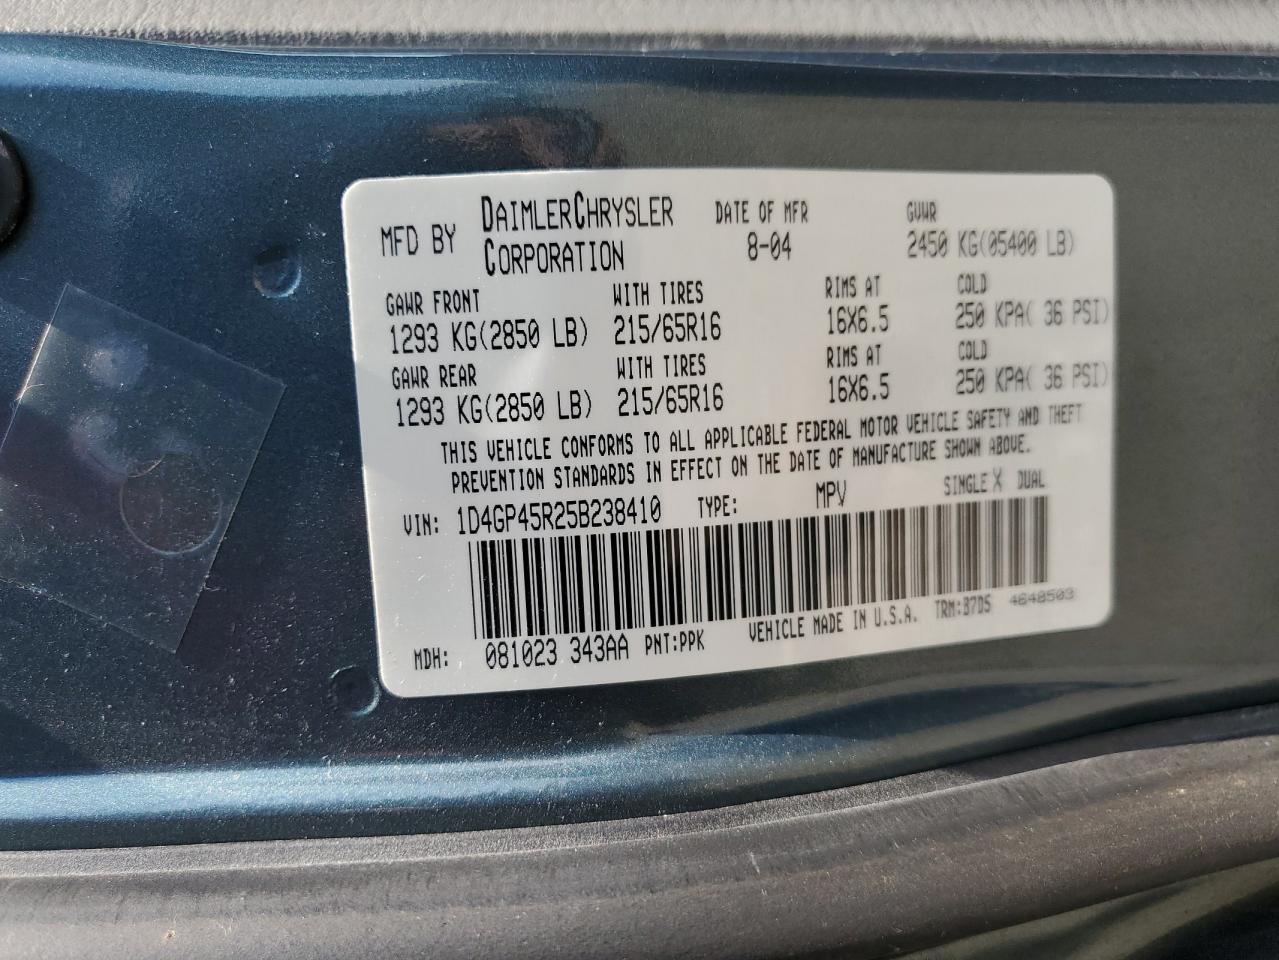 MFD BY DAIMLERCHRYSLER CORPORATION DATE OF MFR 8-04 GVWR 2450 KG(05400 LB)
GAWR FRONT WITH TIRES RIMS AT COLD
1293 KG(2850 LB) 215/65R16 16X6.5 250 KPA( 36 PSI)
GAWR REAR WITH TIRES RIMS AT COLD
1293 KG(2850 LB) 215/65R16 16X6.5 250 KPA( 36 PSI)
THIS VEHICLE CONFORMS TO ALL APPLICABLE FEDERAL MOTOR VEHICLE SAFETY AND THEFT
PREVENTION STANDARDS IN EFFECT ON THE DATE OF MANUFACTURE SHOWN ABOVE.
VIN: 1D4GP45R25B238410 TYPE: MPV SINGLE X DUAL
MDH: 081023 343AA PNT:PPK VEHICLE MADE IN U.S.A. TRM:B7D5 4648503